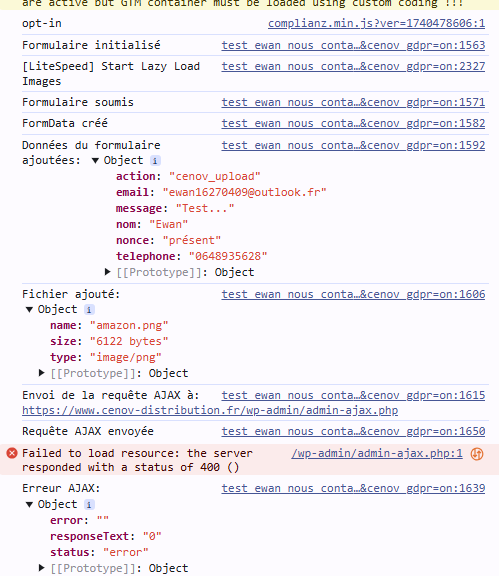 are active but GTM container must be loaded using custom coding !!!
opt-in complianz.min.js?ver=1740478606:1
Formulaire initialisé test ewan nous conta…&cenov gdpr=on:1563
[LiteSpeed] Start Lazy Load test ewan nous conta…&cenov gdpr=on:2327
Images
Formulaire soumis test ewan nous conta…&cenov gdpr=on:1571
FormData créé test ewan nous conta…&cenov gdpr=on:1582
Données du formulaire test ewan nous conta…&cenov gdpr=on:1592
ajoutées: ▼ Object i
action: "cenov_upload"
email: "ewan16270409@outlook.fr"
message: "Test..."
nom: "Ewan"
nonce: "présent"
telephone: "0648935628"
▶ [[Prototype]]: Object
Fichier ajouté: test ewan nous conta…&cenov gdpr=on:1606
▼ Object i
name: "amazon.png"
size: "6122 bytes"
type: "image/png"
▶ [[Prototype]]: Object
Envoi de la requête AJAX à: test ewan nous conta…&cenov gdpr=on:1615
https://www.cenov-distribution.fr/wp-admin/admin-ajax.php
Requête AJAX envoyée test ewan nous conta…&cenov gdpr=on:1650
Failed to load resource: the server /wp-admin/admin-ajax.php:1
responded with a status of 400 ()
Erreur AJAX: test ewan nous conta…&cenov gdpr=on:1639
▼ Object i
error: ""
responseText: "0"
status: "error"
▶ [[Prototype]]: Object